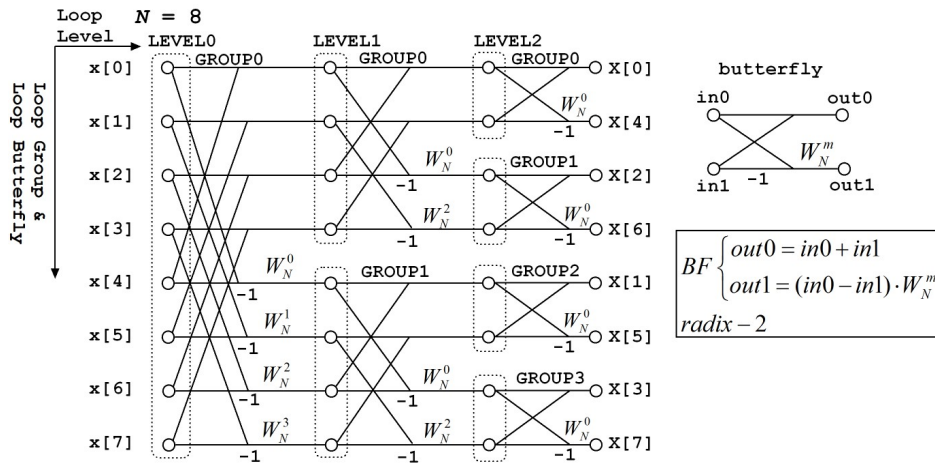 Loop Level
N = 8
LEVEL0 LEVEL1 LEVEL2
Loop Group & Loop Butterfly
x[0] GROUP0 GROUP0 GROUP0 X[0]
W_N^0
x[1] -1 X[4]
x[2] W_N^0 -1 GROUP1 X[2]
W_N^0
x[3] W_N^2 -1 -1 X[6]
x[4] W_N^0 -1 GROUP1 GROUP2 X[1]
W_N^0
x[5] W_N^1 -1 -1 X[5]
x[6] W_N^2 -1 W_N^0 -1 GROUP3 X[3]
W_N^0
x[7] W_N^3 -1 W_N^2 -1 -1 X[7]
butterfly
in0 out0
W_N^m
in1 -1 out1
BF { out0 = in0 + in1
out1 = (in0 - in1) · W_N^m
radix - 2